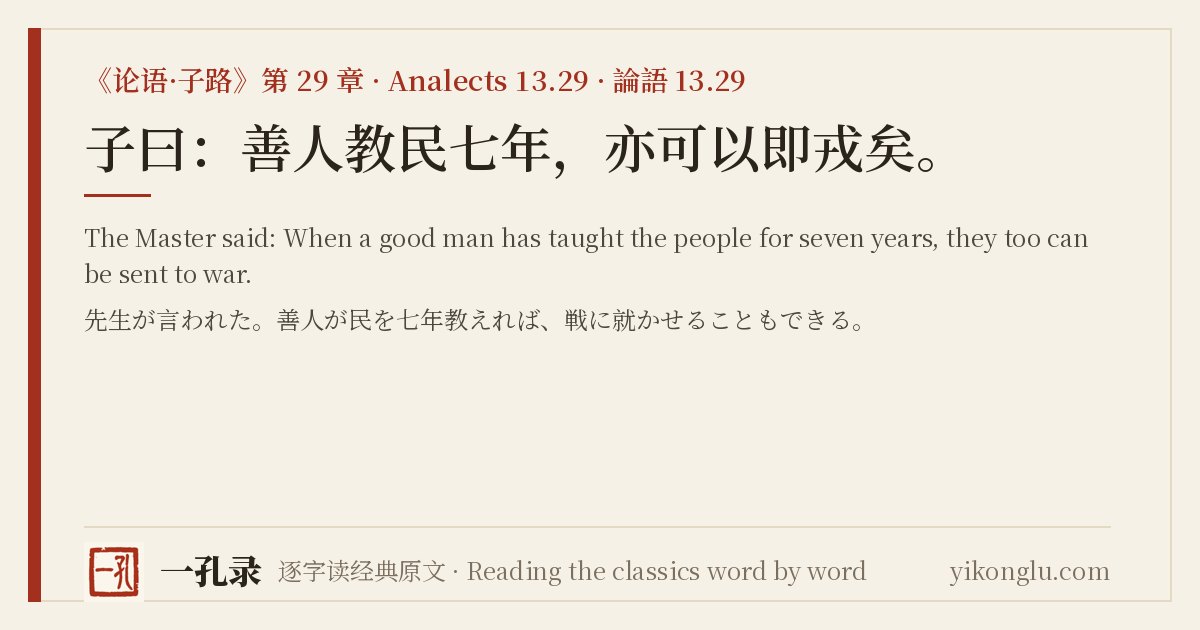 《论语·子路》第 29 章 · Analects 13.29 · 論語 13.29
子曰：善人教民七年，亦可以即戎矣。
The Master said: When a good man has taught the people for seven years, they too can
be sent to war.
先生が言われた。善人が民を七年教えれば、戦に就かせることもできる。
一孔
一孔录 逐字读经典原文 · Reading the classics word by word yikonglu.com